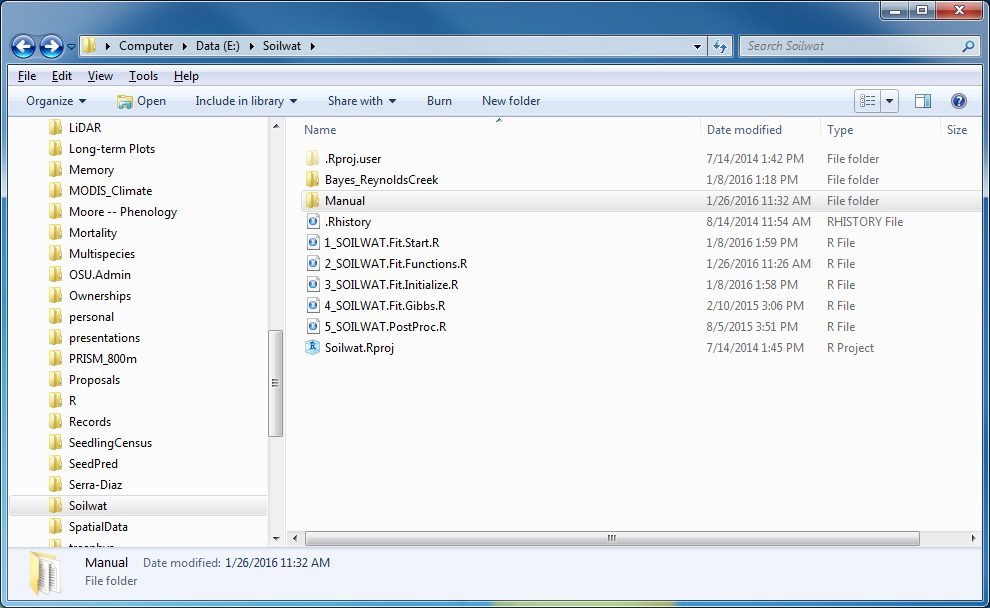 Computer ▸ Data (E:) ▸ Soilwat ▸
Search Soilwat
File Edit View Tools Help
Organize Open Include in library Share with Burn New folder
LiDAR
Long-term Plots
Memory
MODIS_Climate
Moore -- Phenology
Mortality
Multispecies
OSU.Admin
Ownerships
personal
presentations
PRISM_800m
Proposals
R
Records
SeedlingCensus
SeedPred
Serra-Diaz
Soilwat
SpatialData
Name Date modified Type Size
.Rproj.user 7/14/2014 1:42 PM File folder
Bayes_ReynoldsCreek 1/8/2016 1:18 PM File folder
Manual 1/26/2016 11:32 AM File folder
.Rhistory 8/14/2014 11:54 AM RHISTORY File
1_SOILWAT.Fit.Start.R 1/8/2016 1:59 PM R File
2_SOILWAT.Fit.Functions.R 1/26/2016 11:26 AM R File
3_SOILWAT.Fit.Initialize.R 1/8/2016 1:58 PM R File
4_SOILWAT.Fit.Gibbs.R 2/10/2015 3:06 PM R File
5_SOILWAT.PostProc.R 8/5/2015 3:51 PM R File
Soilwat.Rproj 7/14/2014 1:45 PM R Project
Manual Date modified: 1/26/2016 11:32 AM
File folder